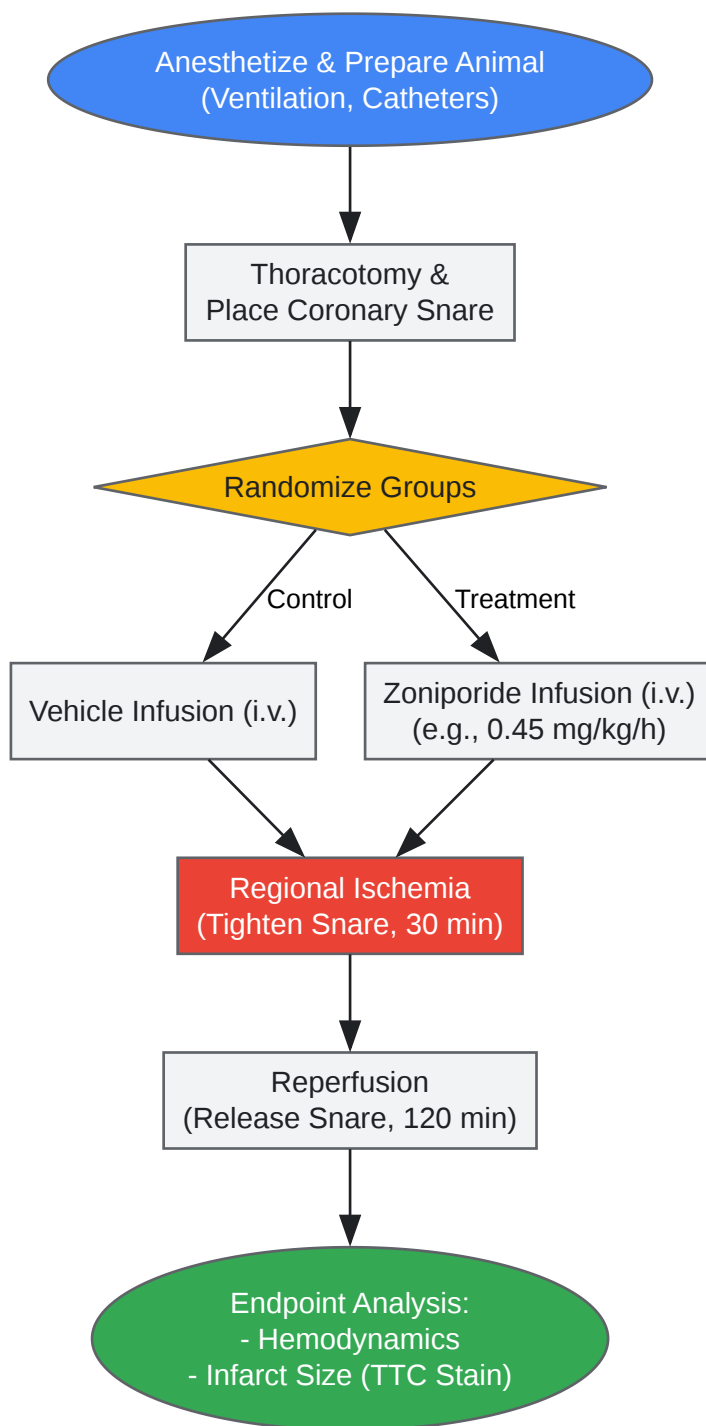 Anesthetize & Prepare Animal
(Ventilation, Catheters)
Thoracotomy &
Place Coronary Snare
Randomize Groups
Control
Treatment
Vehicle Infusion (i.v.)
Zoniporide Infusion (i.v.)
(e.g., 0.45 mg/kg/h)
Regional Ischemia
(Tighten Snare, 30 min)
Reperfusion
(Release Snare, 120 min)
Endpoint Analysis:
- Hemodynamics
- Infarct Size (TTC Stain)